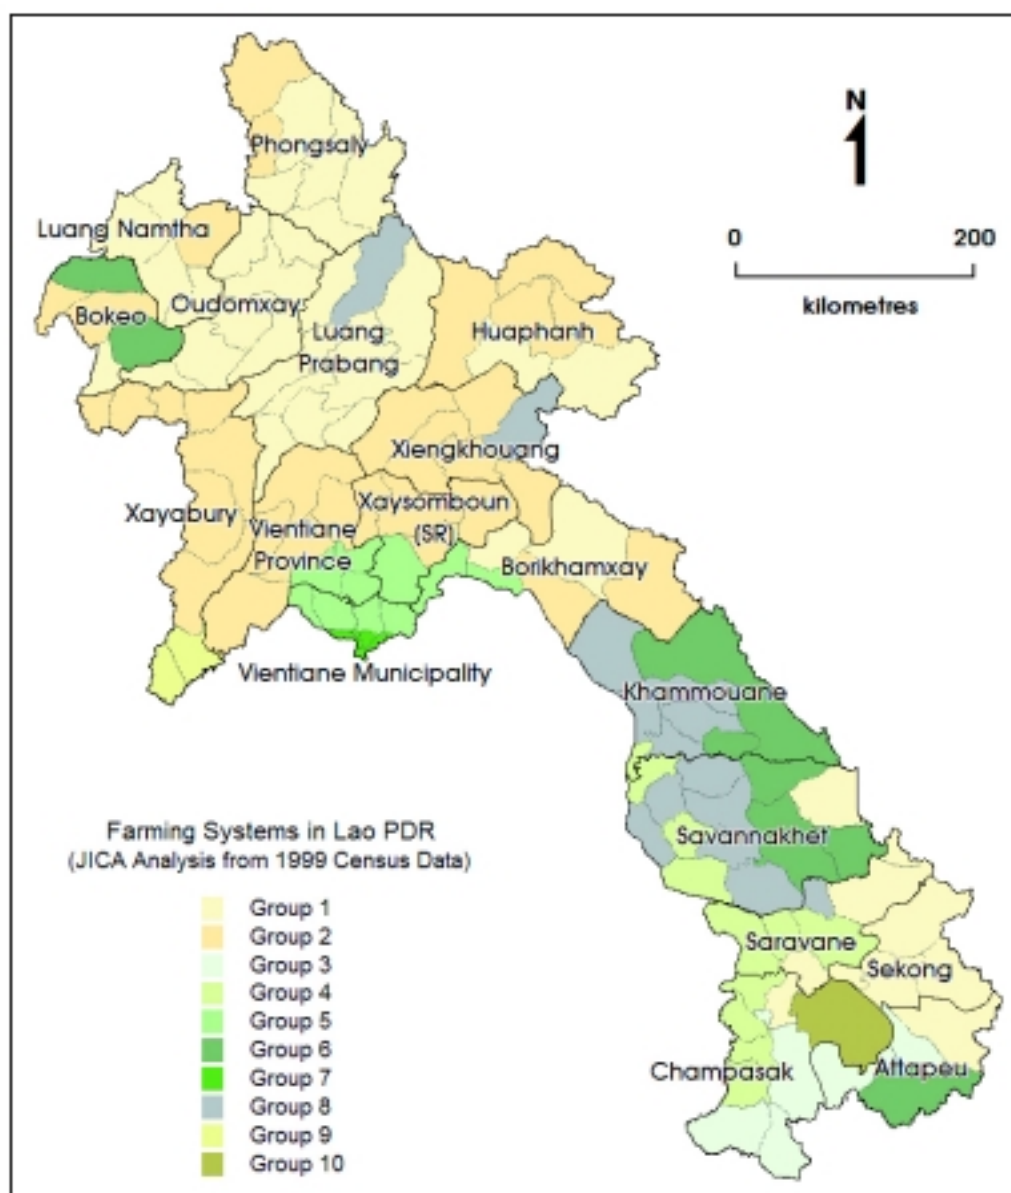 N
Phongsaly
Luang Namtha
0 200
kilometres
Bokeo
Oudomxay
Luang
Prabang
Huaphanh
Xiengkhouang
Xayabury
Vientiane
Province
Xaysomboun
(SR)
Borikhamxay
Vientiane Municipality
Khammouane
Savannakhet
Farming Systems in Lao PDR
(JICA Analysis from 1999 Census Data)
Group 1
Group 2
Group 3
Group 4
Group 5
Group 6
Group 7
Group 8
Group 9
Group 10
Saravane
Sekong
Champasak
Attapeu